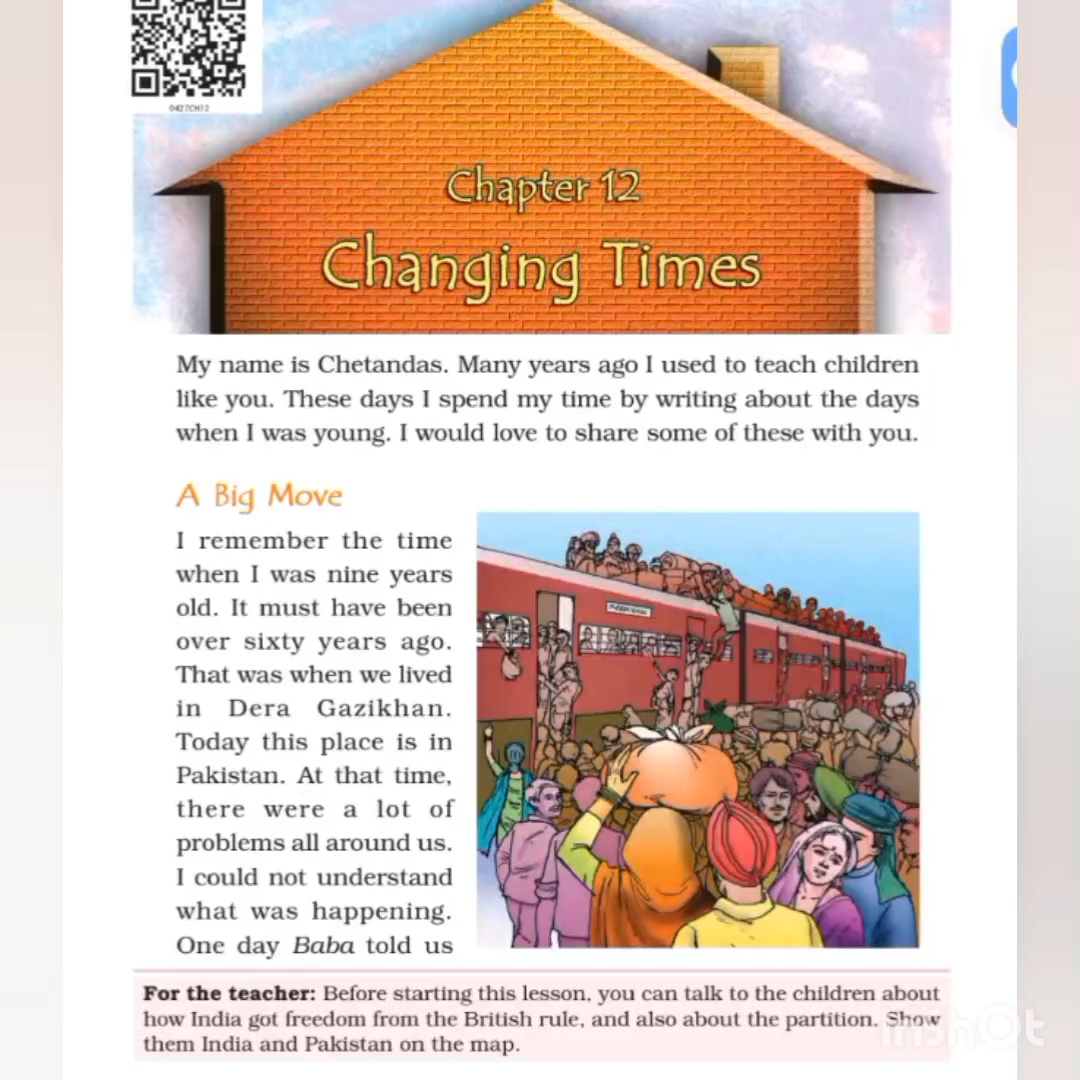 0427CH12
Chapter 12
Changing Times
My name is Chetandas. Many years ago I used to teach children
like you. These days I spend my time by writing about the days
when I was young. I would love to share some of these with you.
A Big Move
I remember the time
when I was nine years
old. It must have been
over sixty years ago.
That was when we lived
in Dera Gazikhan.
Today this place is in
Pakistan. At that time,
there were a lot of
problems all around us.
I could not understand
what was happening.
One day Baba told us
For the teacher: Before starting this lesson, you can talk to the children about
how India got freedom from the British rule, and also about the partition. Show
them India and Pakistan on the map.
InShOt